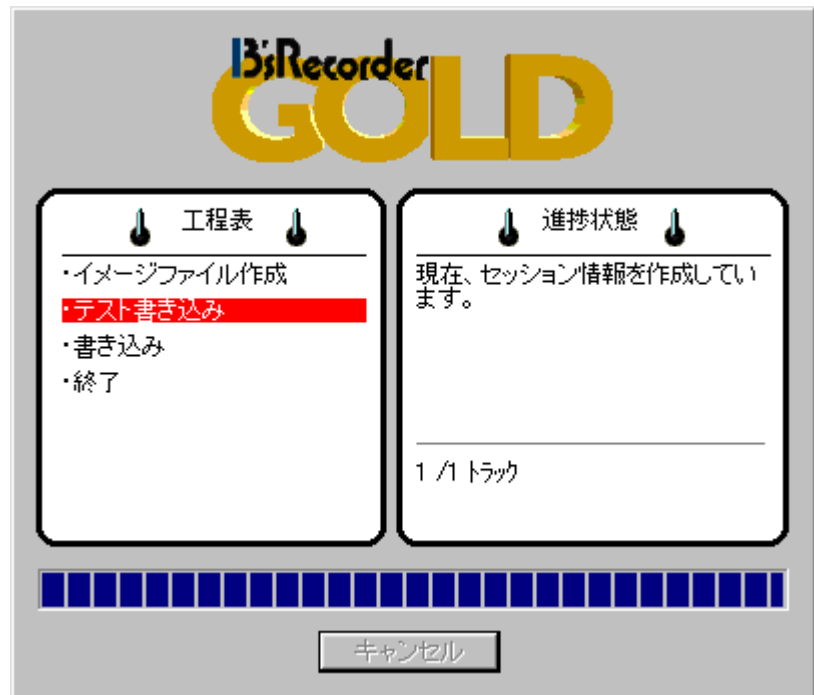 B'sRecorder
GOLD
工程表
・イメージファイル作成
・テスト書き込み
・書き込み
・終了
進捗状態
現在、セッション情報を作成してい
ます。
1 /1 ﾄﾗｯｸ
キャンセル